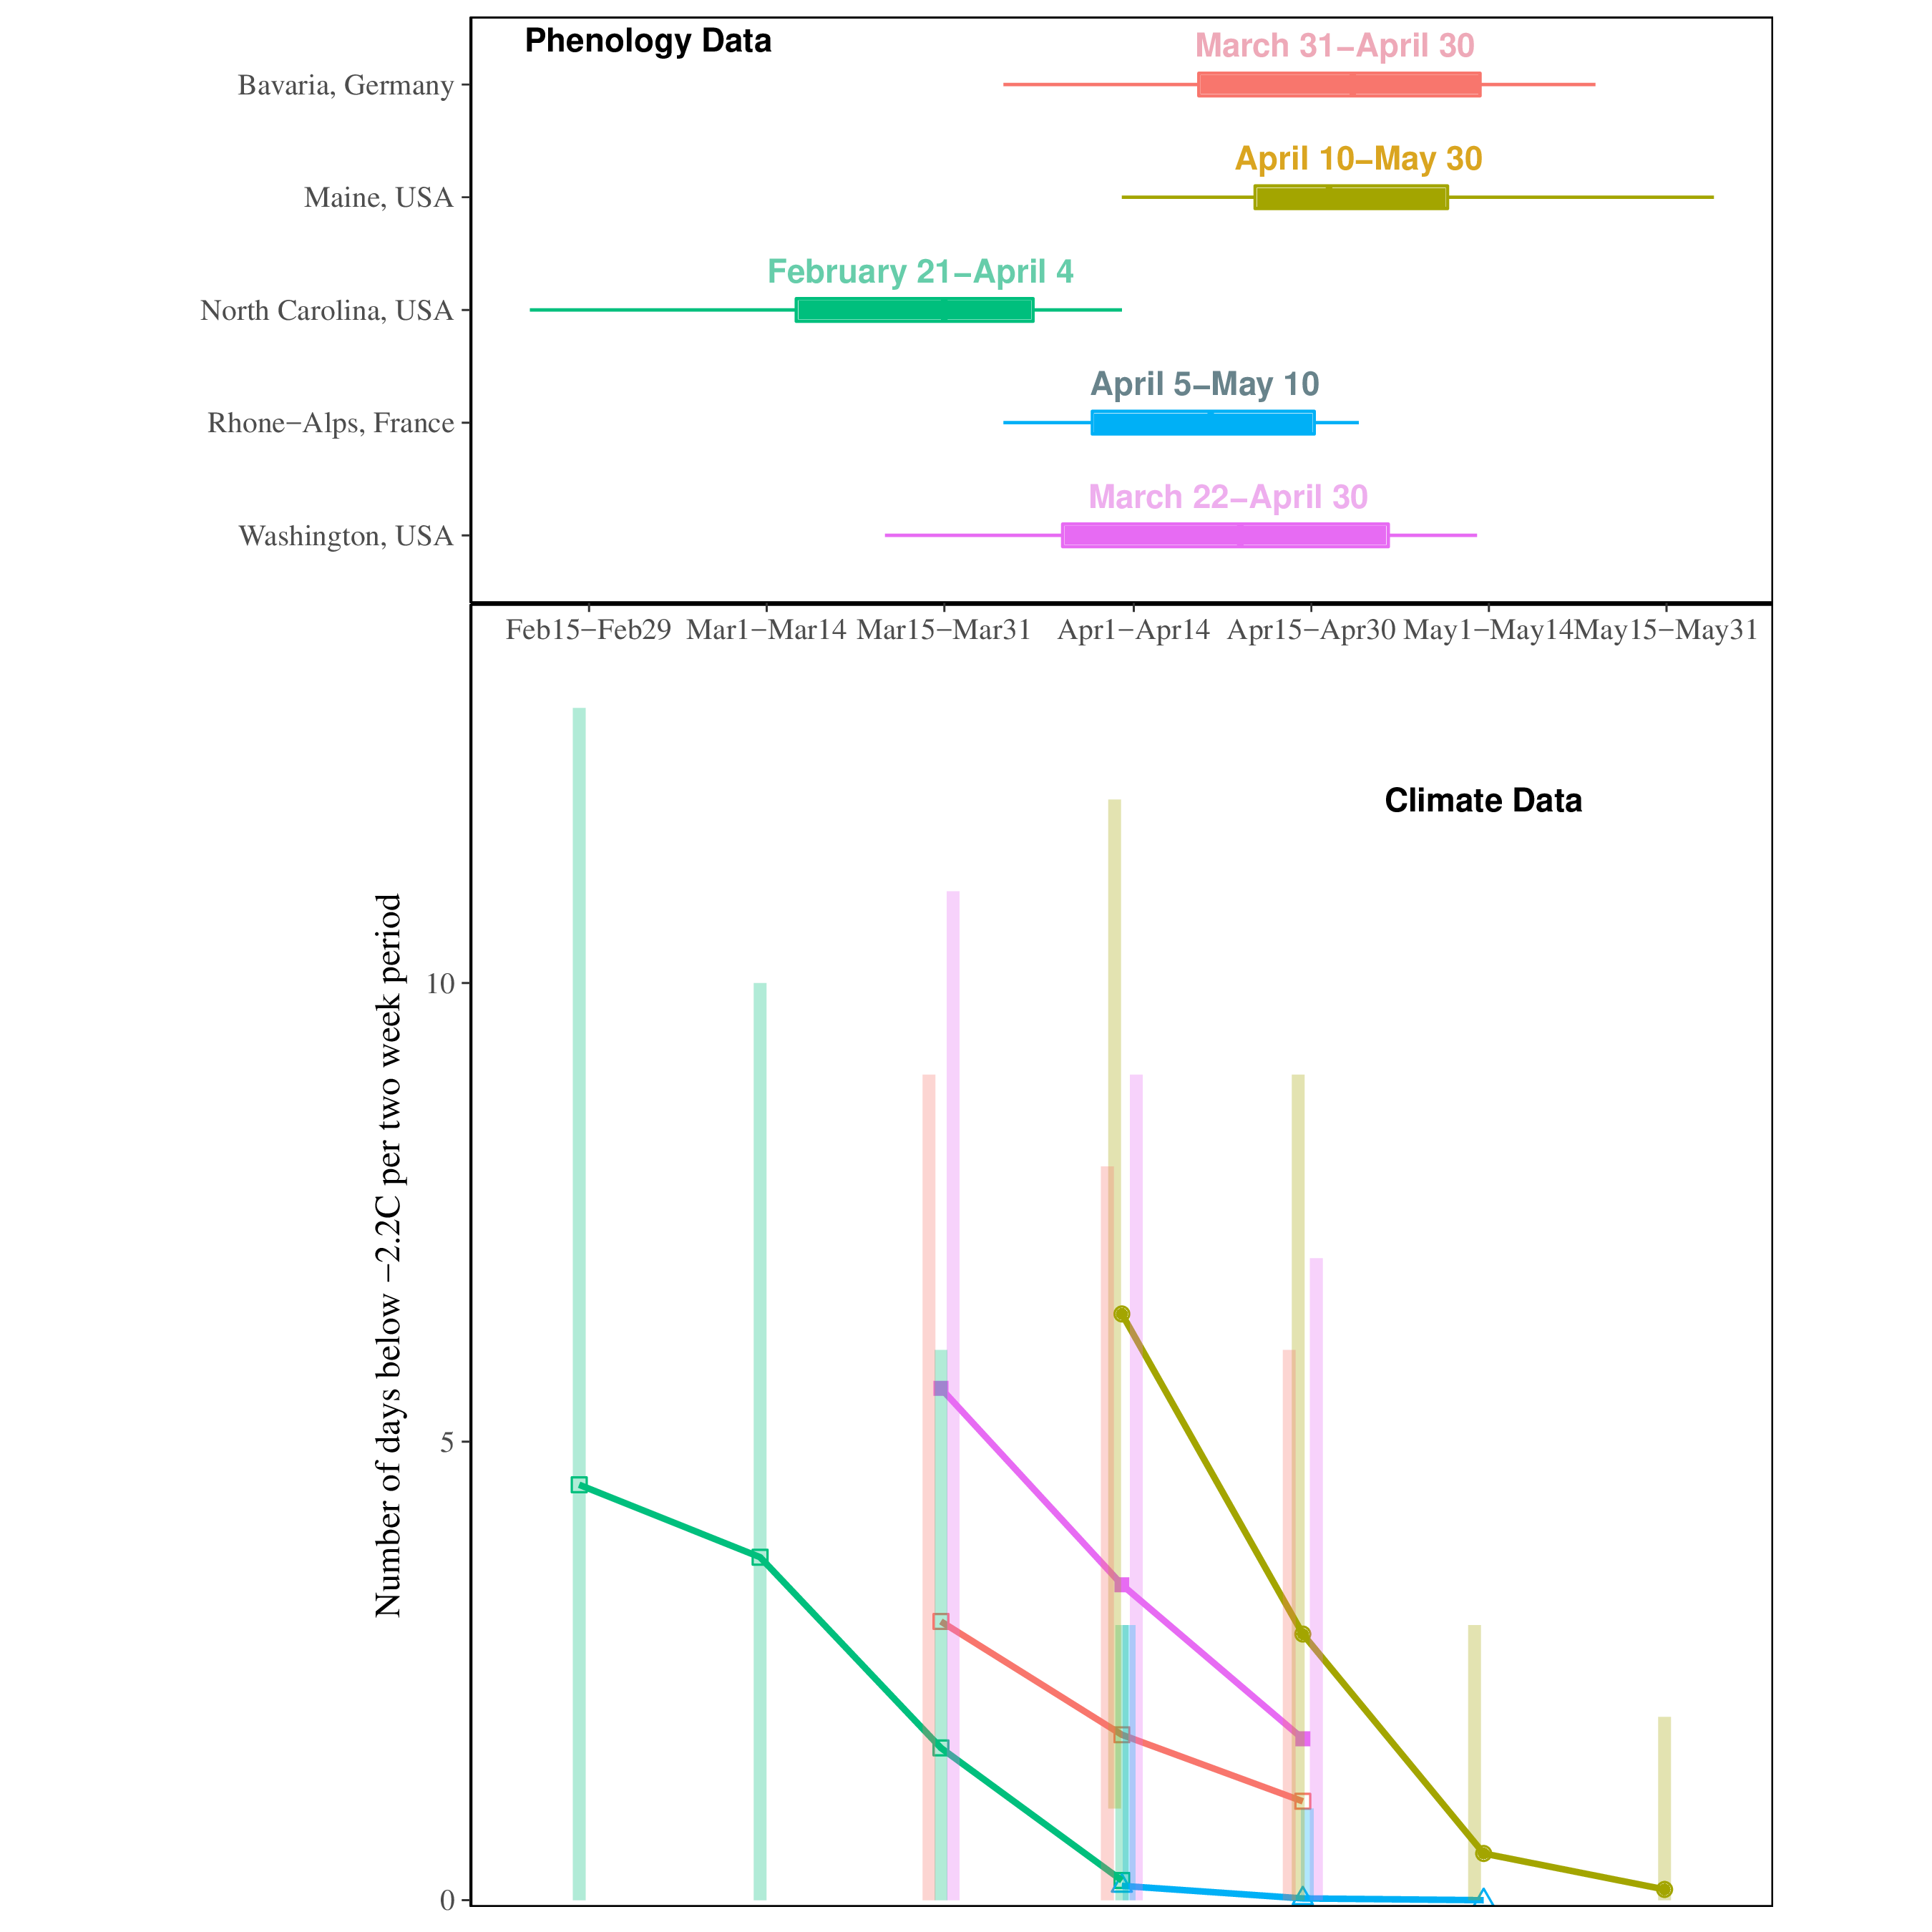 Phenology Data
March 31–April 30
Bavaria, Germany
April 10–May 30
Maine, USA
February 21–April 4
North Carolina, USA
April 5–May 10
Rhone−Alps, France
March 22–April 30
Washington, USA
Feb15−Feb29 Mar1−Mar14 Mar15−Mar31 Apr1−Apr14 Apr15−Apr30 May1−May14 May15−May31
Climate Data
Number of days below −2.2C per two week period
10
5
0